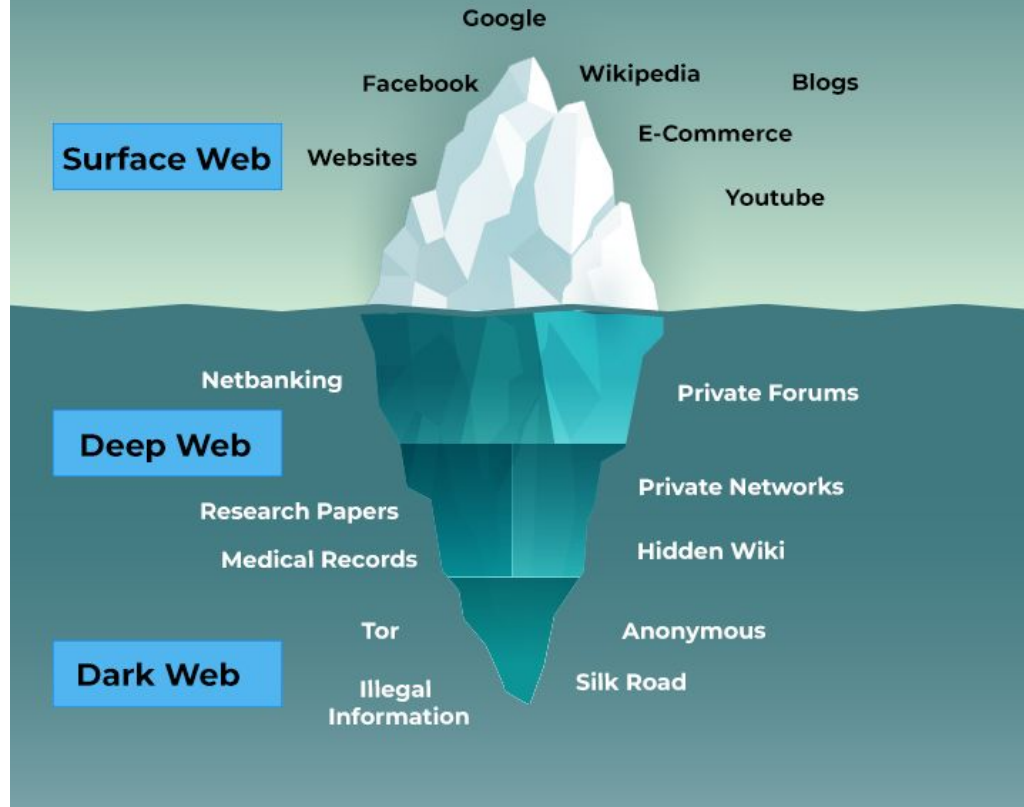 Google
Facebook
Wikipedia
Blogs
Surface Web
Websites
E-Commerce
Youtube
Netbanking
Private Forums
Deep Web
Research Papers
Private Networks
Medical Records
Hidden Wiki
Tor
Anonymous
Dark Web
Illegal
Information
Silk Road